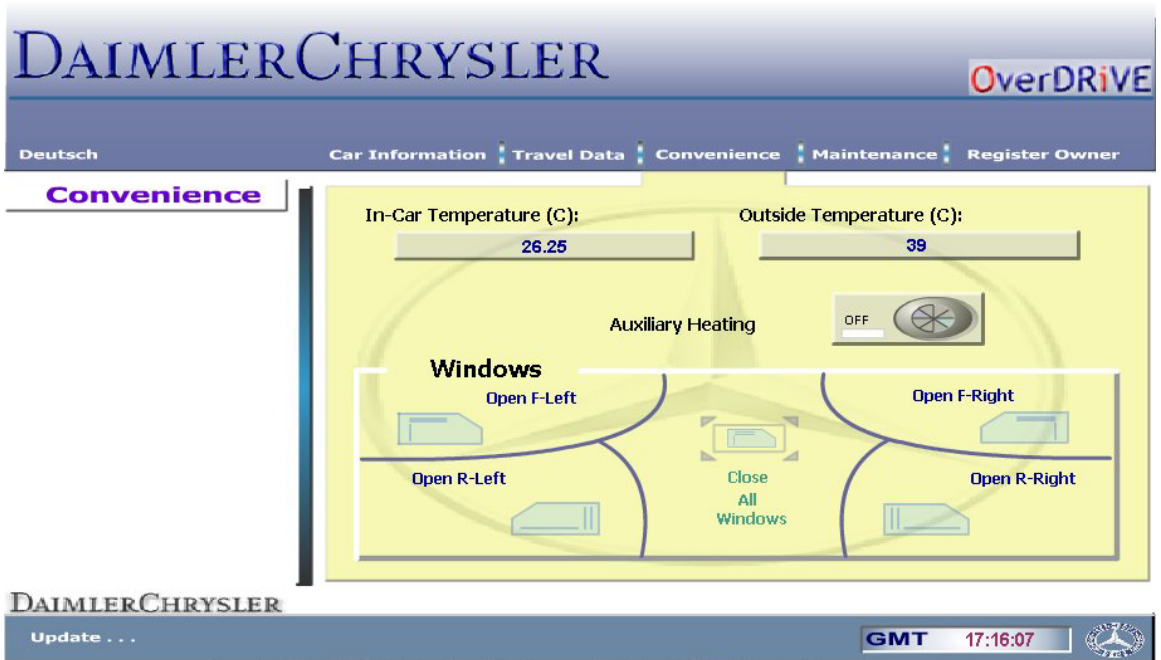 DAIMLERCHRYSLER
OverDRiVE
Deutsch
Car Information
Travel Data
Convenience
Maintenance
Register Owner
Convenience
In-Car Temperature (C):
Outside Temperature (C):
26.25
39
Auxiliary Heating
OFF
Windows
Open F-Left
Open F-Right
Open R-Left
Close
All
Windows
Open R-Right
DAIMLERCHRYSLER
Update . . .
GMT 17:16:07